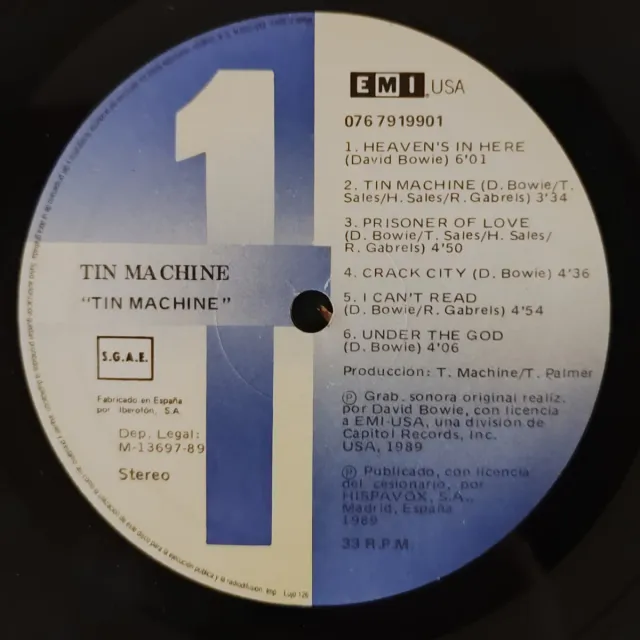 1
TIN MACHINE
"TIN MACHINE"
S.G.A.E.
Fabricado en España
por Iberofón, S.A.
Dep. Legal:
M-13697-89
Stereo
EMI USA
076 7919901
1. HEAVEN'S IN HERE
(David Bowie) 6'01
2. TIN MACHINE (D. Bowie/T.
Sales/H. Sales/R. Gabrels) 3'34
3. PRISONER OF LOVE
(D. Bowie/T. Sales/H. Sales/
R. Gabrels) 4'50
4. CRACK CITY (D. Bowie) 4'36
5. I CAN'T READ
(D. Bowie/R. Gabrels) 4'54
6. UNDER THE GOD
(D. Bowie) 4'06
Produccion: T. Machine/T. Palmer
Ⓟ Grab. sonora original realiz.
por David Bowie, con licencia
a EMI-USA, una división de
Capitol Records, Inc.
USA, 1989
Ⓟ Publicado, con licencia
del cesionario, por
HISPAVOX, S.A.,
Madrid, España
1989
33 R.P.M.